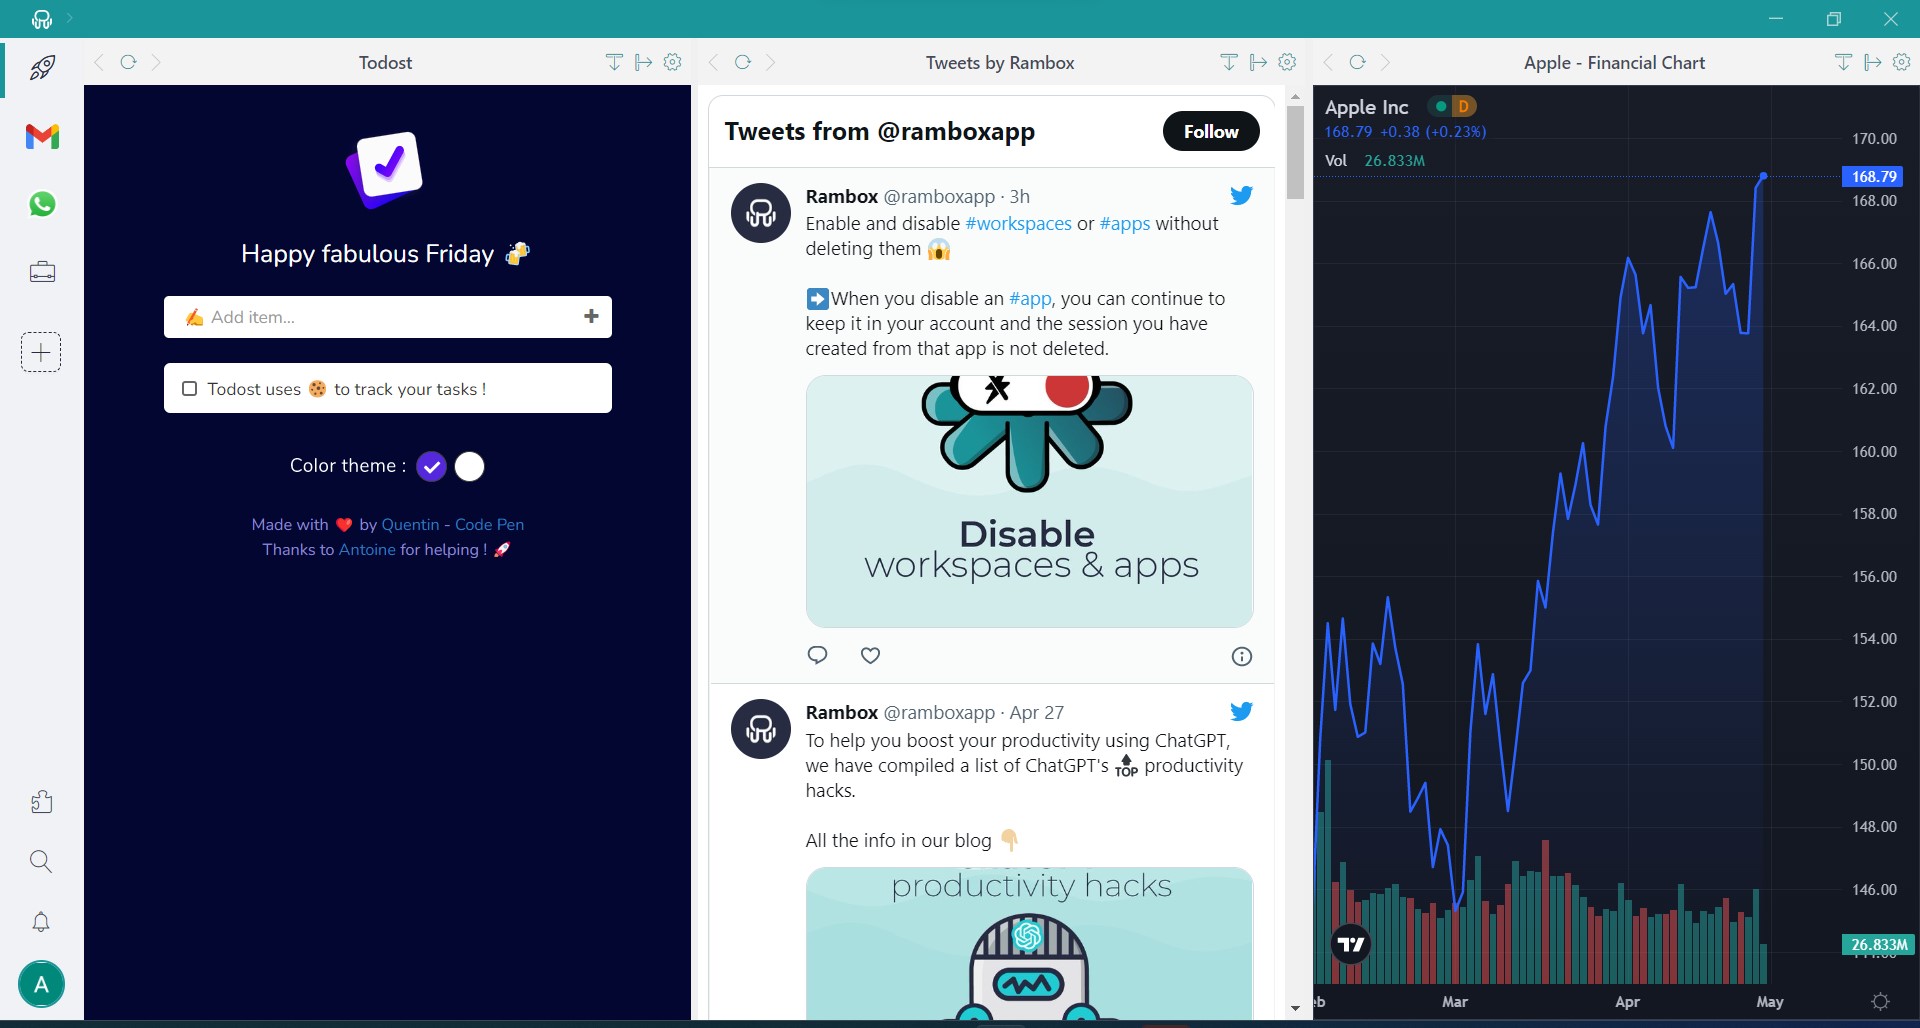 Todost
Happy fabulous Friday 🍻
✍️ Add item...
Todost uses 🍪 to track your tasks !
Color theme :
Made with ❤️ by Quentin - Code Pen
Thanks to Antoine for helping ! 🚀
A
Tweets by Rambox
Tweets from @ramboxapp
Follow
Rambox @ramboxapp · 3h
Enable and disable #workspaces or #apps without
deleting them 😱
➡️When you disable an #app, you can continue to
keep it in your account and the session you have
created from that app is not deleted.
Disable
workspaces & apps
Rambox @ramboxapp · Apr 27
To help you boost your productivity using ChatGPT,
we have compiled a list of ChatGPT's 🔝 productivity
hacks.
All the info in our blog 👇🏼
productivity hacks
Apple - Financial Chart
Apple Inc D
168.79 +0.38 (+0.23%)
Vol 26.833M
170.00
168.79
168.00
166.00
164.00
162.00
160.00
158.00
156.00
154.00
152.00
150.00
148.00
146.00
26.833M
Mar Apr May